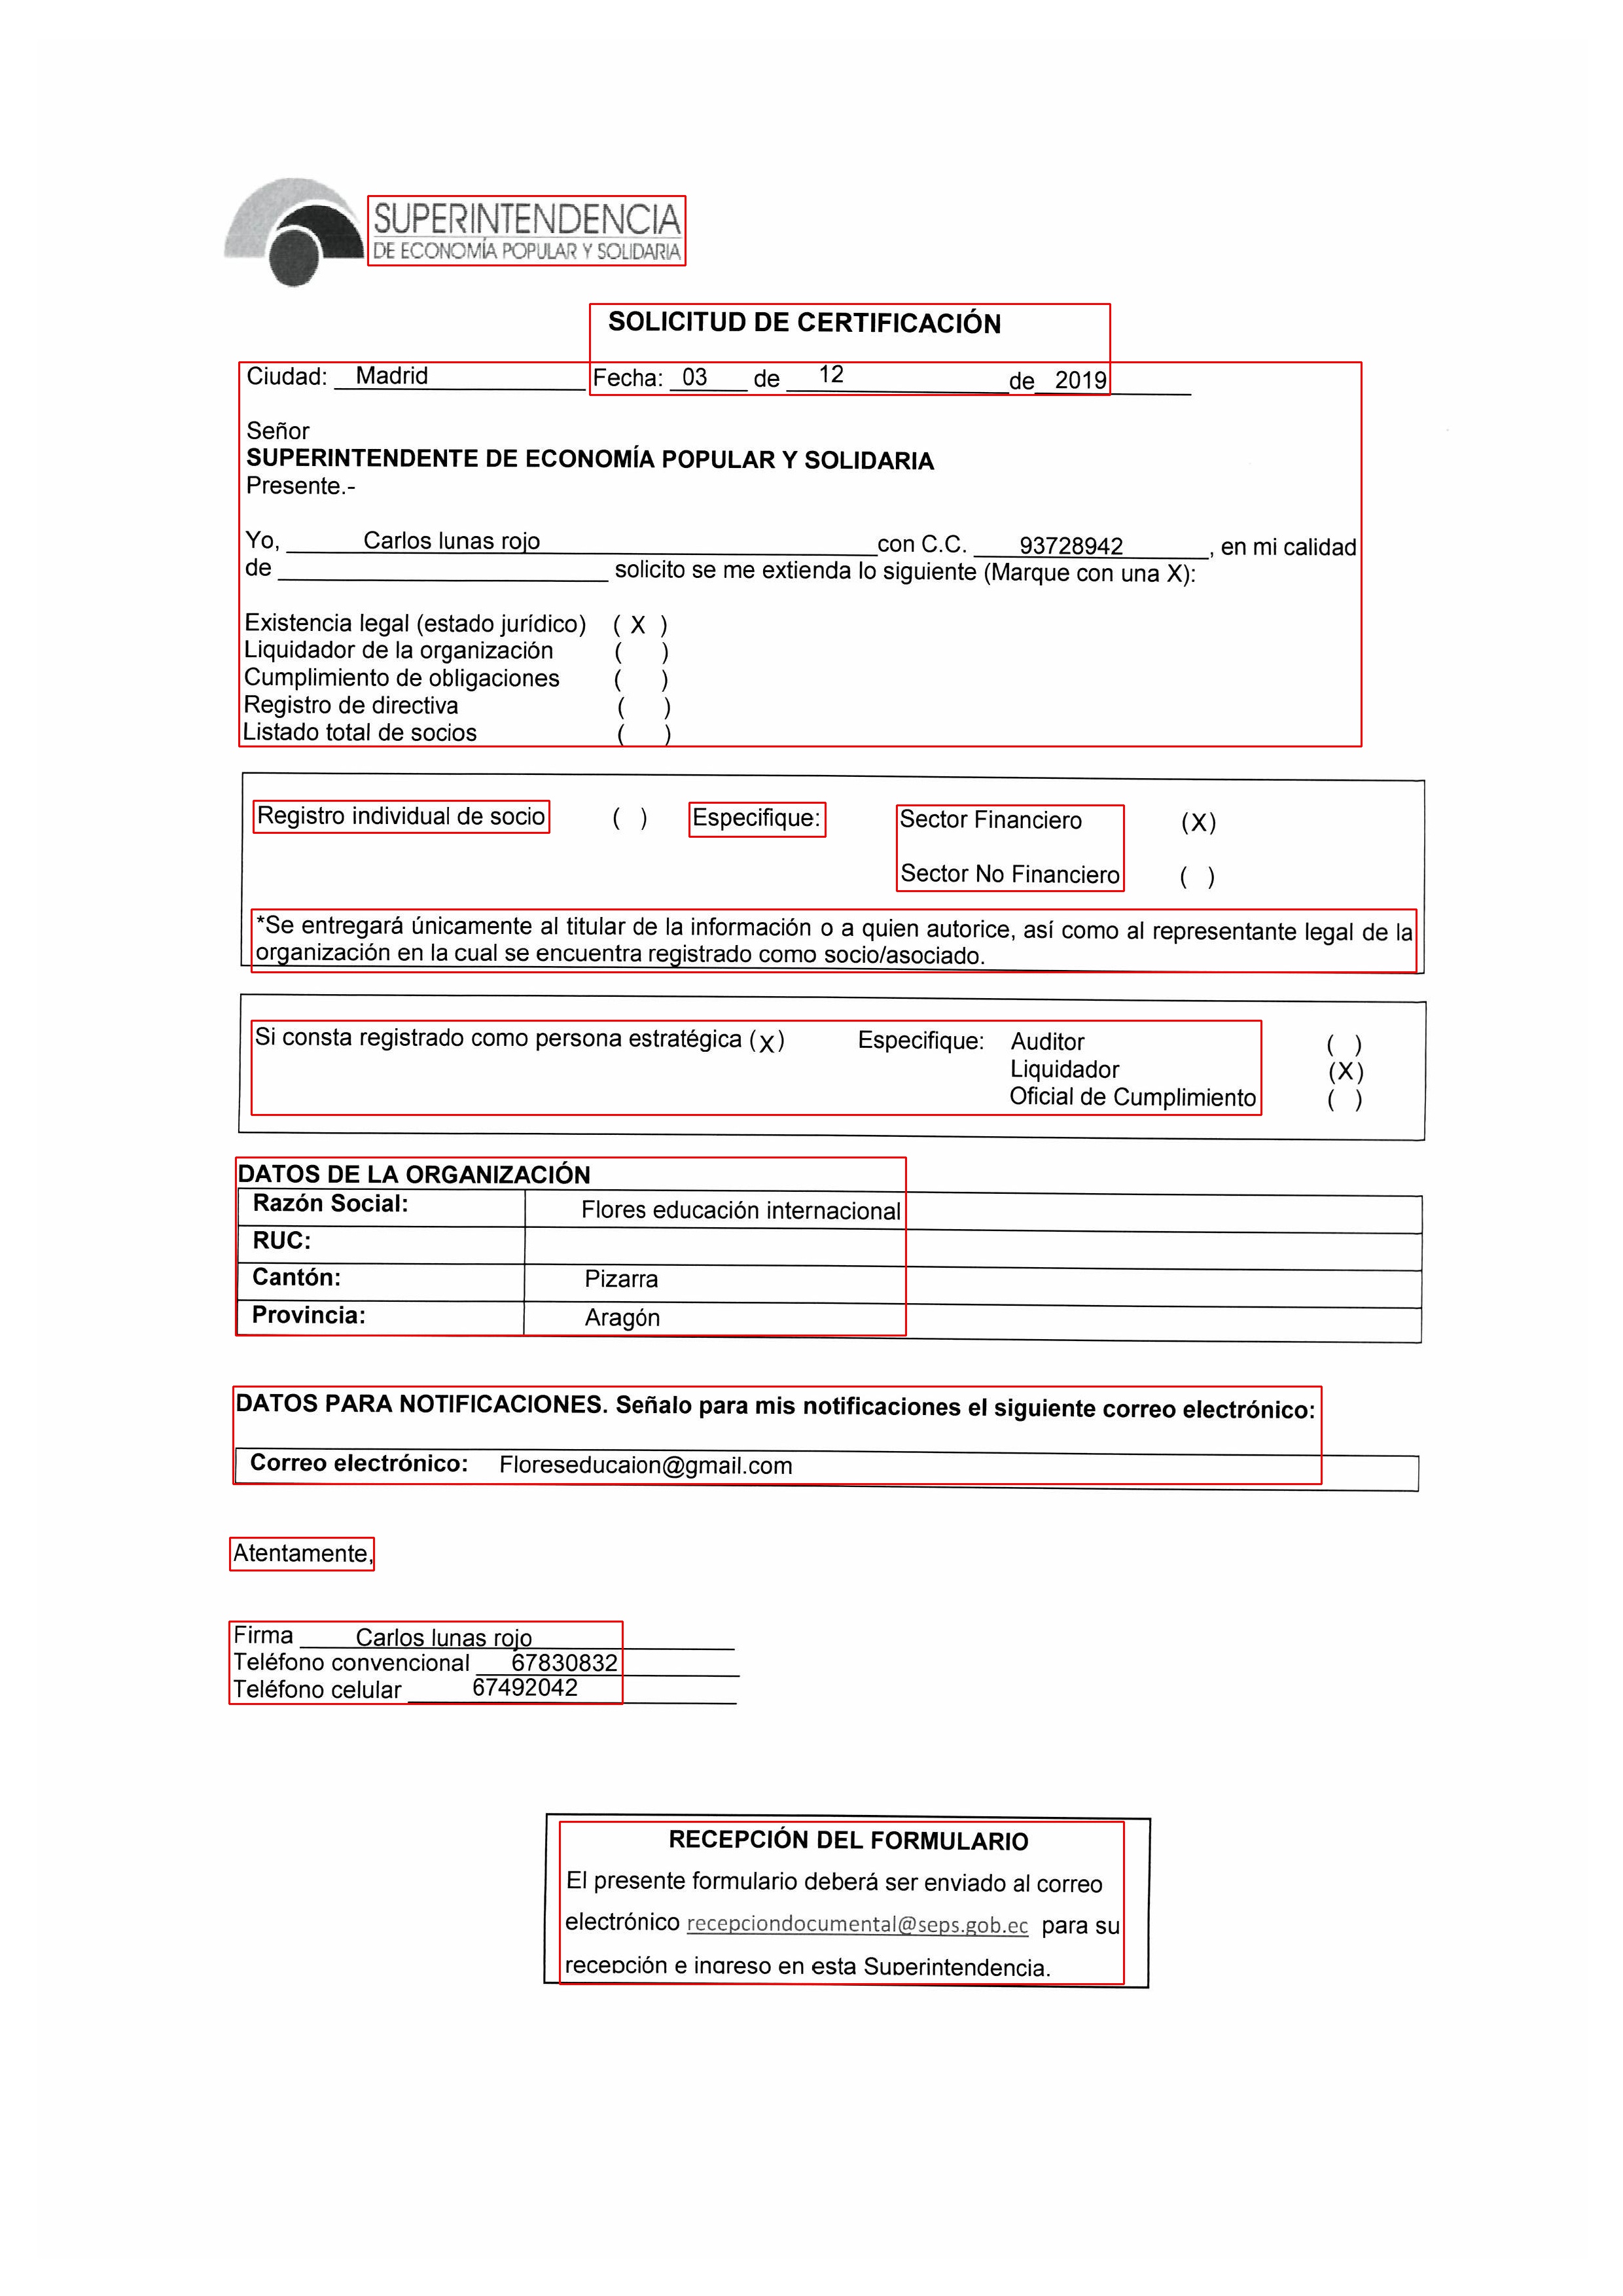 SUPERINTENDENCIA
DE ECONOMÍA POPULAR Y SOLIDARIA
SOLICITUD DE CERTIFICACIÓN
Ciudad: Madrid Fecha: 03 de 12 de 2019
Señor
SUPERINTENDENTE DE ECONOMÍA POPULAR Y SOLIDARIA
Presente.-
Yo, Carlos lunas rojo con C.C. 93728942, en mi calidad
de ____ solicito se me extienda lo siguiente (Marque con una X):
Existencia legal (estado jurídico) ( X )
Liquidador de la organización ( )
Cumplimiento de obligaciones ( )
Registro de directiva ( )
Listado total de socios ( )
Registro individual de socio ( ) Especifique: Sector Financiero (X)
Sector No Financiero ( )
*Se entregará únicamente al titular de la información o a quien autorice, así como al representante legal de la
organización en la cual se encuentra registrado como socio/asociado.
Si consta registrado como persona estratégica (X) Especifique: Auditor ( )
Liquidador (X)
Oficial de Cumplimiento ( )
DATOS DE LA ORGANIZACIÓN
Razón Social: Flores educación internacional
RUC:
Cantón: Pizarra
Provincia: Aragón
DATOS PARA NOTIFICACIONES. Señalo para mis notificaciones el siguiente correo electrónico:
Correo electrónico: Floreseducaion@gmail.com
Atentamente,
Firma Carlos lunas rojo
Teléfono convencional 67830832
Teléfono celular 67492042
RECEPCIÓN DEL FORMULARIO
El presente formulario deberá ser enviado al correo
electrónico recepciondocumental@seps.gob.ec para su
recepción e ingreso en esta Superintendencia.